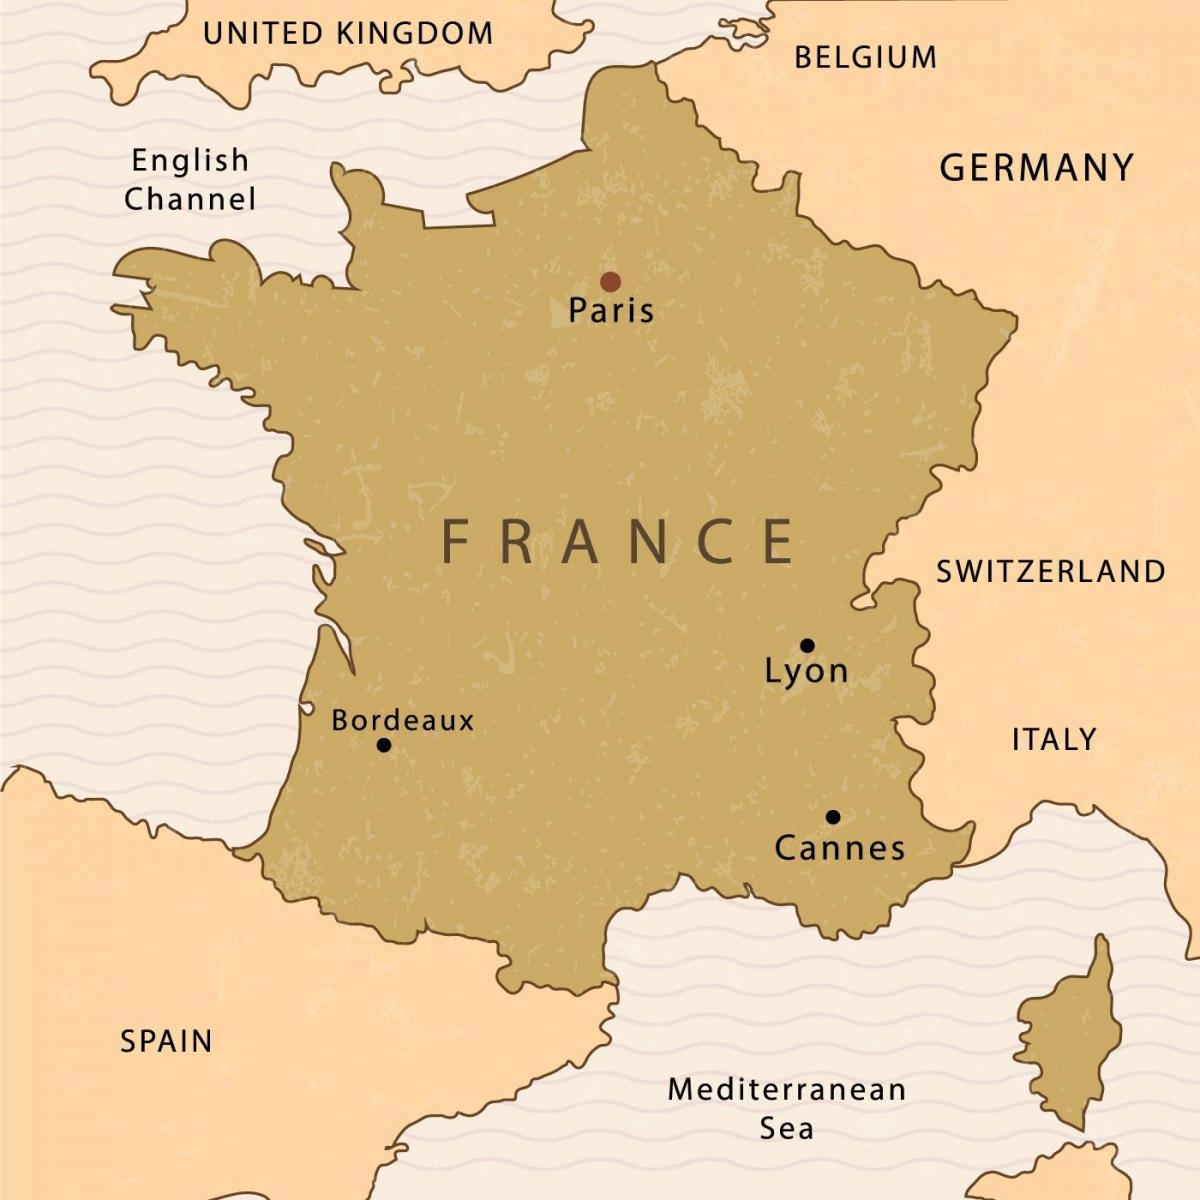 UNITED KINGDOM
BELGIUM
English
Channel
GERMANY
Paris
FRANCE
SWITZERLAND
Lyon
Bordeaux
ITALY
Cannes
SPAIN
Mediterranean
Sea